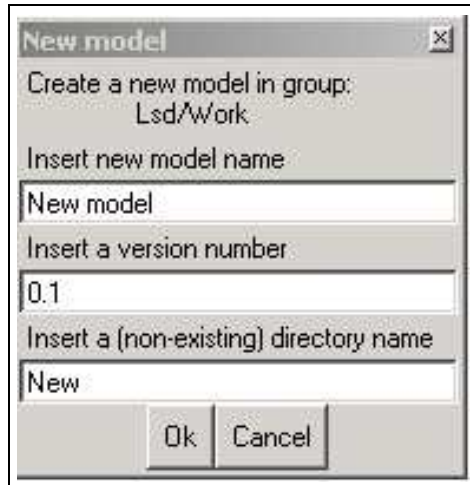 New model
Create a new model in group:
Lsd/Work
Insert new model name
New model
Insert a version number
0.1
Insert a (non-existing) directory name
New
Ok Cancel